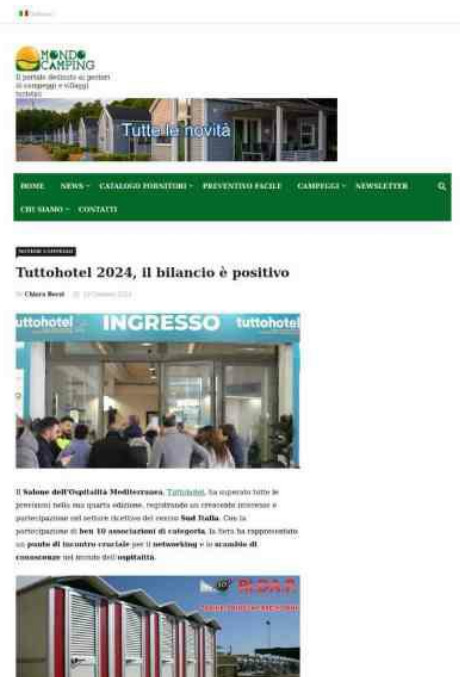 Italiano
MONDO
CAMPING
Il portale dedicato ai gestori
di campeggi e villaggi
turistici
Tutte le novità
HOME NEWS CATALOGO FORNITORI PREVENTIVO FACILE CAMPEGGI NEWSLETTER
CHI SIAMO CONTATTI
Tuttohotel 2024, il bilancio è positivo
Gennaio 2024
uttohotel INGRESSO tuttohotel
Il Salone dell'Ospitalità Mediterranea, Tuttohotel, ha superato tutte le
previsioni nella sua quarta edizione, registrando un crescente interesse e
partecipazione nel settore ricettivo del centro Sud Italia. Con la
partecipazione di ben 10 associazioni di categoria, la fiera ha rappresentato
un punto di incontro cruciale per il networking e lo scambio di
conoscenze nel mondo dell'ospitalità.